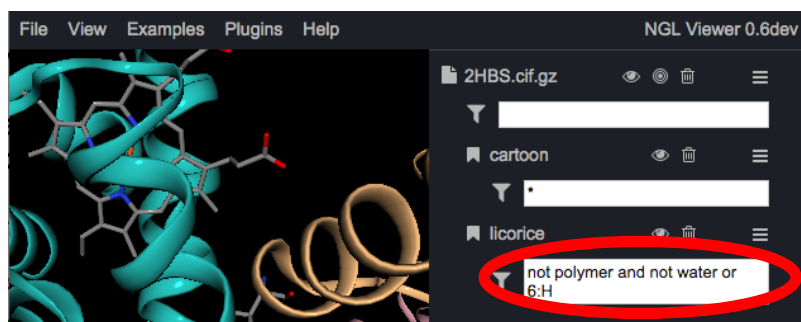 File View Examples Plugins Help NGL Viewer 0.6dev
2HBS.cif.gz
cartoon
*
licorice
not polymer and not water or
6:H